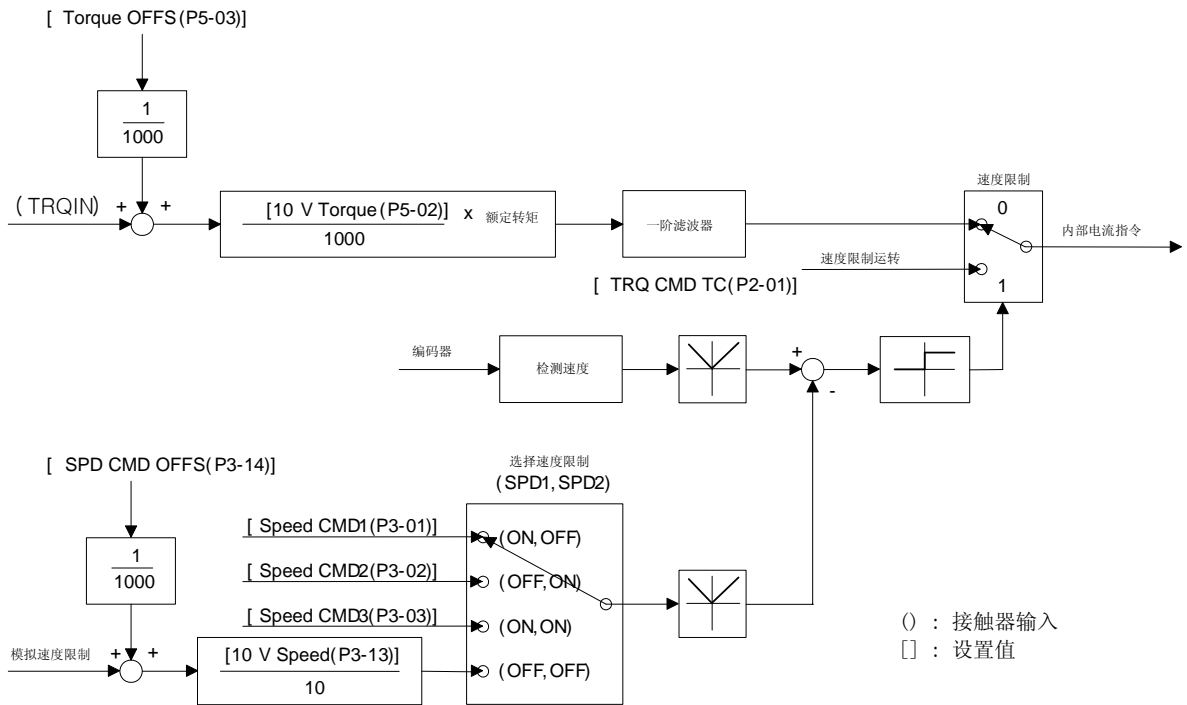 [ Torque OFFS(P5-03)]
1
1000
(TRQIN)
+
+
[10 V Torque(P5-02)] x 额定转矩
1000
一阶滤波器
[ TRQ CMD TC(P2-01)]
速度限制
0
1
速度限制运转
内部电流指令
编码器
检测速度
+
-
[ SPD CMD OFFS(P3-14)]
1
1000
模拟速度限制
+
+
[10 V Speed(P3-13)]
10
选择速度限制
(SPD1,SPD2)
[ Speed CMD1(P3-01)]
(ON,OFF)
[ Speed CMD2(P3-02)]
(OFF,ON)
[ Speed CMD3(P3-03)]
(ON,ON)
(OFF,OFF)
() : 接触器输入
[] : 设置值